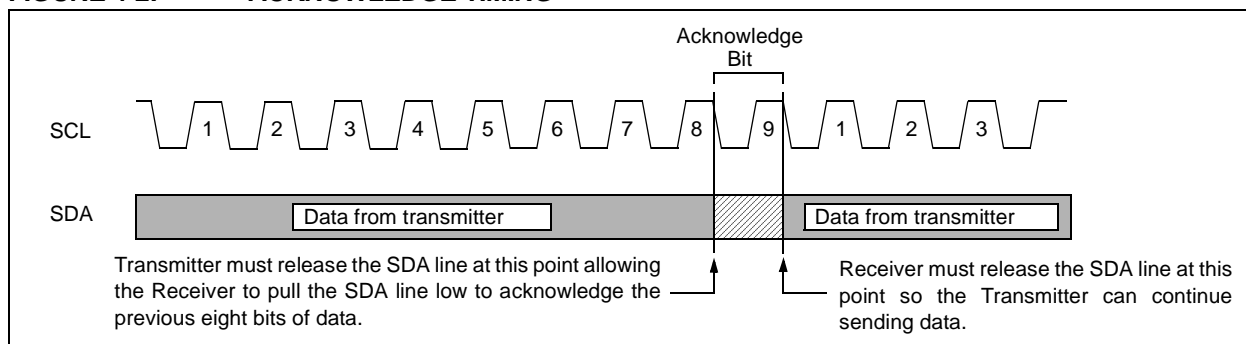 Acknowledge
Bit
SCL
1 2 3 4 5 6 7 8 9 1 2 3
SDA
Data from transmitter Data from transmitter
Transmitter must release the SDA line at this point allowing
the Receiver to pull the SDA line low to acknowledge the
previous eight bits of data.
Receiver must release the SDA line at this
point so the Transmitter can continue
sending data.